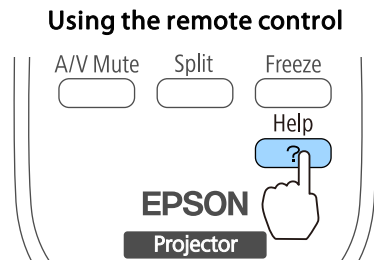 Using the remote control
A/V Mute Split Freeze
Help
?
EPSON
Projector